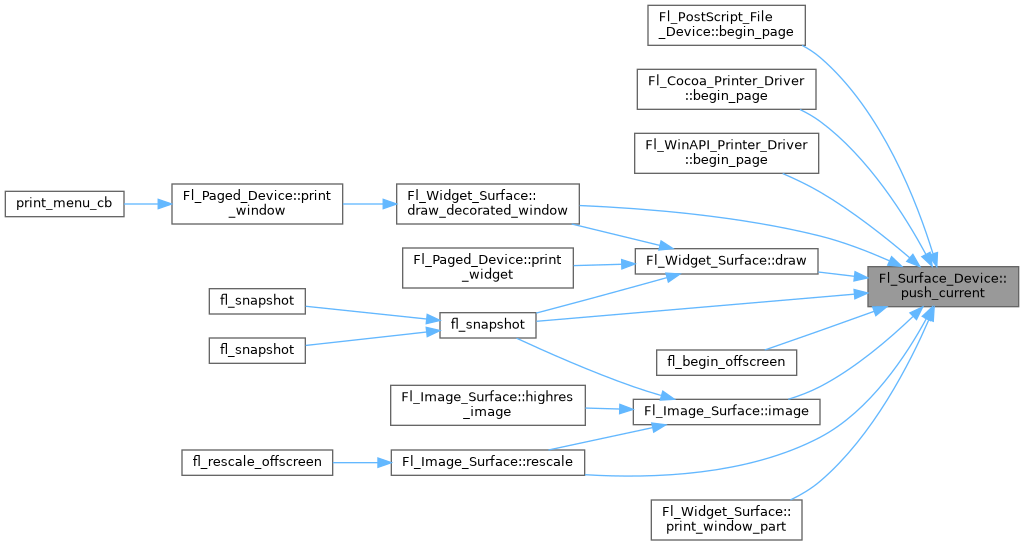 Fl_PostScript_File
_Device::begin_page
Fl_Cocoa_Printer_Driver
::begin_page
Fl_WinAPI_Printer_Driver
::begin_page
print_menu_cb
Fl_Paged_Device::print
_window
Fl_Widget_Surface::
draw_decorated_window
Fl_Paged_Device::print
_widget
Fl_Widget_Surface::draw
Fl_Surface_Device::
push_current
fl_snapshot
fl_snapshot
fl_snapshot
fl_begin_offscreen
Fl_Image_Surface::highres
_image
Fl_Image_Surface::image
fl_rescale_offscreen
Fl_Image_Surface::rescale
Fl_Widget_Surface::
print_window_part